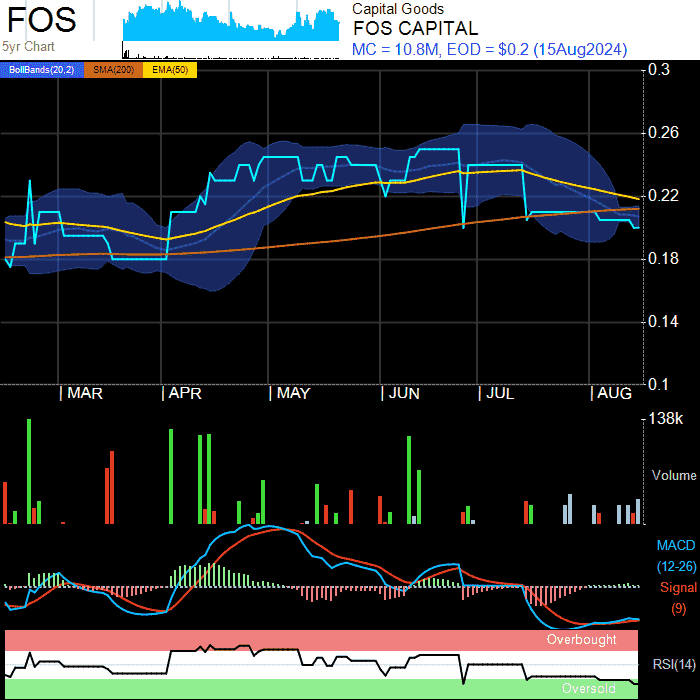 FOS
5yr Chart
Capital Goods
FOS CAPITAL
MC = 10.8M, EOD = $0.2 (15Aug2024)
BollBands(20,2) SMA(200) EMA(50)
0.3
0.26
0.22
0.18
0.14
0.1
MAR APR MAY JUN JUL AUG
138k
Volume
MACD
(12-26)
Signal
(9)
Overbought
RSI(14)
Oversold